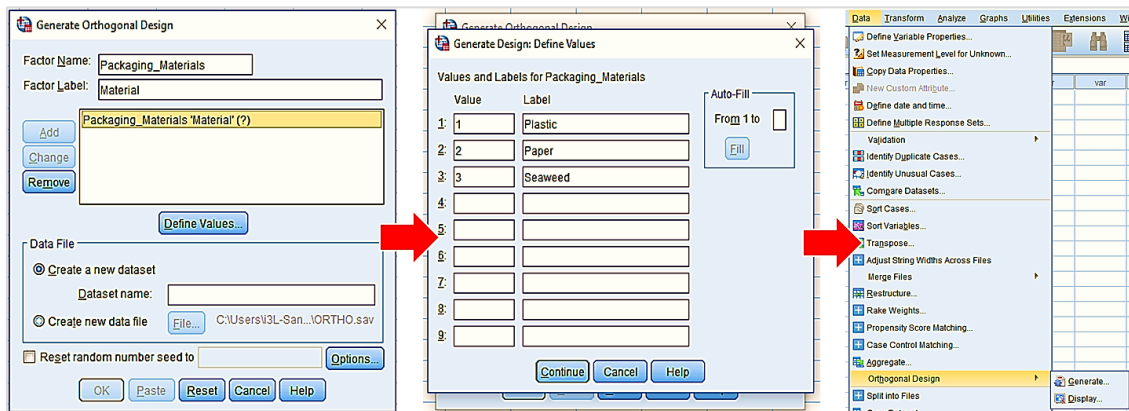 Generate Orthogonal Design
Factor Name: Packaging_Materials
Factor Label: Material
Add
Packaging_Materials 'Material' (?)
Change
Remove
Define Values...
Data File
Create a new dataset
Dataset name:
Create new data file File... C:\Users\i3L-San...\ORTHO.sav
Reset random number seed to Options...
OK Paste Reset Cancel Help
Generate Orthogonal Design
Generate Design: Define Values
Values and Labels for Packaging_Materials
Value Label
Auto-Fill
1: 1 Plastic
From 1 to
2: 2 Paper
Fill
3: 3 Seaweed
4:
5:
6:
7:
8:
9:
Continue Cancel Help
Data Transform Analyze Graphs Utilities Extensions
Define Variable Properties...
Set Measurement Level for Unknown...
Copy Data Properties...
var
New Custom Attribute...
Define date and time...
Define Multiple Response Sets...
Validation
Identify Duplicate Cases...
Identify Unusual Cases...
Compare Datasets...
Sort Cases...
Sort Variables...
Transpose...
Adjust String Widths Across Files
Merge Files
Restructure...
Rake Weights...
Propensity Score Matching...
Case Control Matching...
Aggregate...
Orthogonal Design
Generate...
Split into Files
Display...